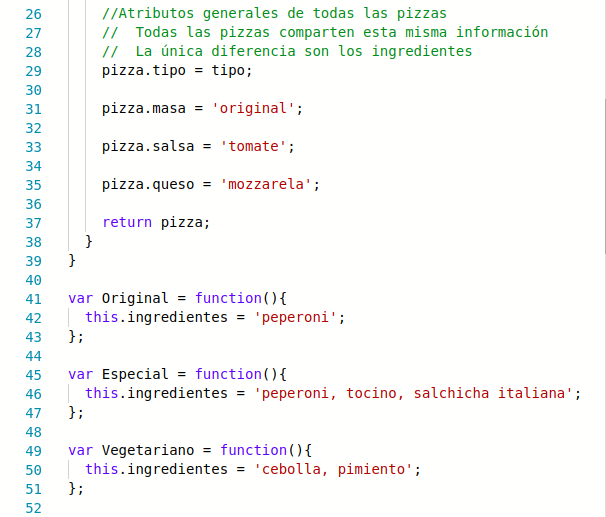 26 //Atributos generales de todas las pizzas
27 //  Todas las pizzas comparten esta misma información
28 //  La única diferencia son los ingredientes
29 pizza.tipo = tipo;
30
31 pizza.masa = 'original';
32
33 pizza.salsa = 'tomate';
34
35 pizza.queso = 'mozzarela';
36
37 return pizza;
38 }
39 }
40
41 var Original = function(){
42 this.ingredientes = 'peperoni';
43 };
44
45 var Especial = function(){
46 this.ingredientes = 'peperoni, tocino, salchicha italiana';
47 };
48
49 var Vegetariano = function(){
50 this.ingredientes = 'cebolla, pimiento';
51 };
52